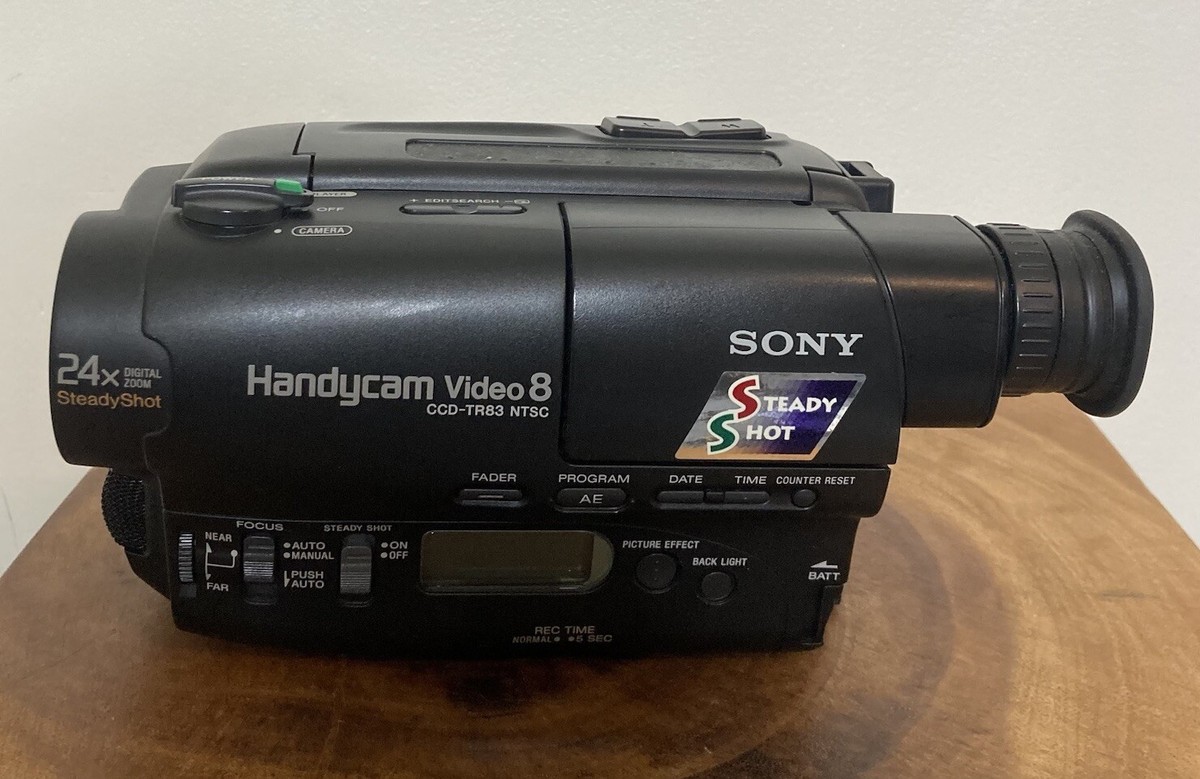 POWER
PLAYER
OFF
CAMERA
+ EDITSEARCH –
SONY
24x DIGITAL ZOOM
SteadyShot
Handycam Video 8
CCD-TR83 NTSC
STEADY
SHOT
FADER
PROGRAM
AE
DATE
TIME
COUNTER RESET
FOCUS
STEADY SHOT
NEAR
FAR
AUTO
MANUAL
PUSH
AUTO
ON
OFF
PICTURE EFFECT
BACK LIGHT
BATT
REC TIME
NORMAL 5 SEC